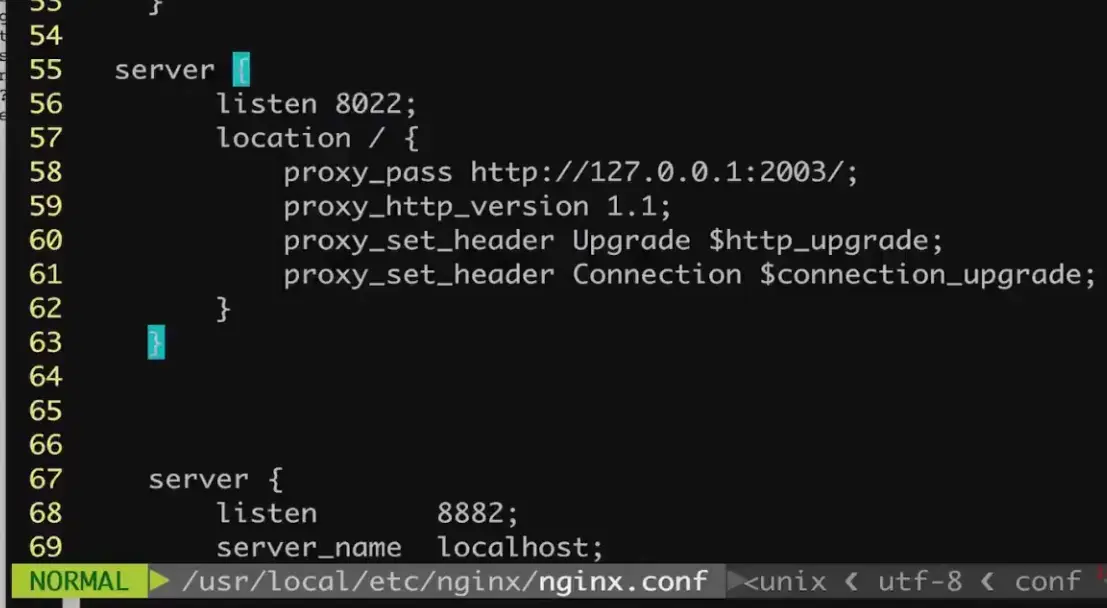 53      }
54
55   server {
56         listen 8022;
57         location / {
58             proxy_pass http://127.0.0.1:2003/;
59             proxy_http_version 1.1;
60             proxy_set_header Upgrade $http_upgrade;
61             proxy_set_header Connection $connection_upgrade;
62         }
63     }
64
65
66
67     server {
68         listen       8882;
69         server_name  localhost;
NORMAL /usr/local/etc/nginx/nginx.conf <unix ❮ utf-8 ❮ conf